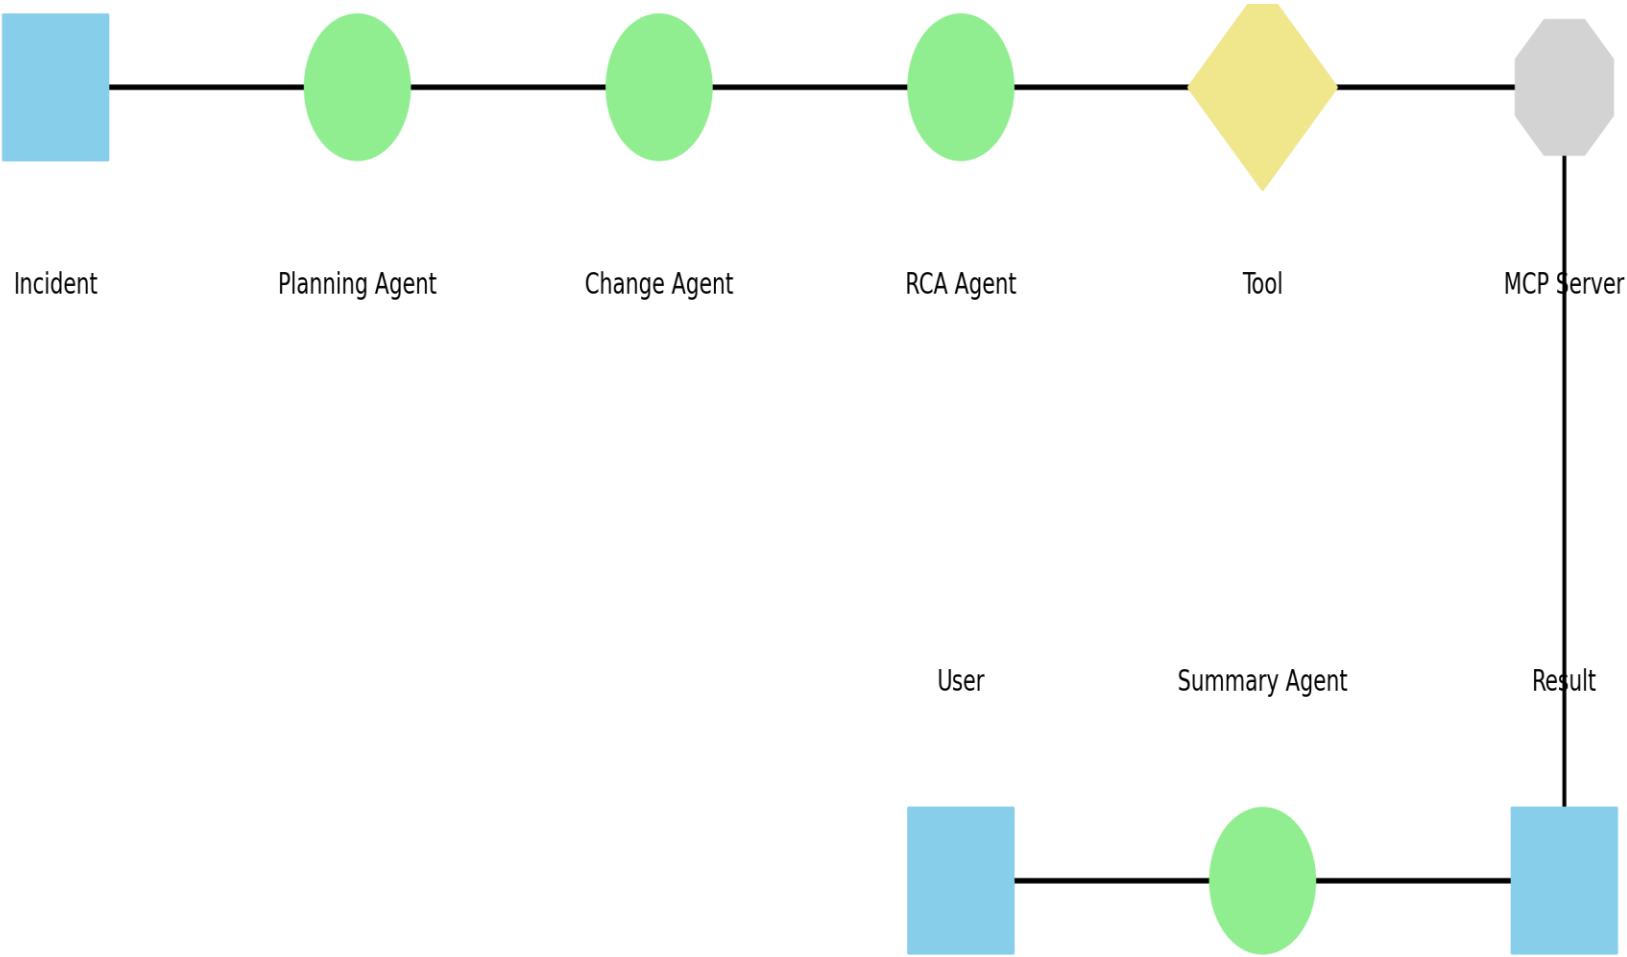 Incident
Planning Agent
Change Agent
RCA Agent
Tool
MCP Server
User
Summary Agent
Result